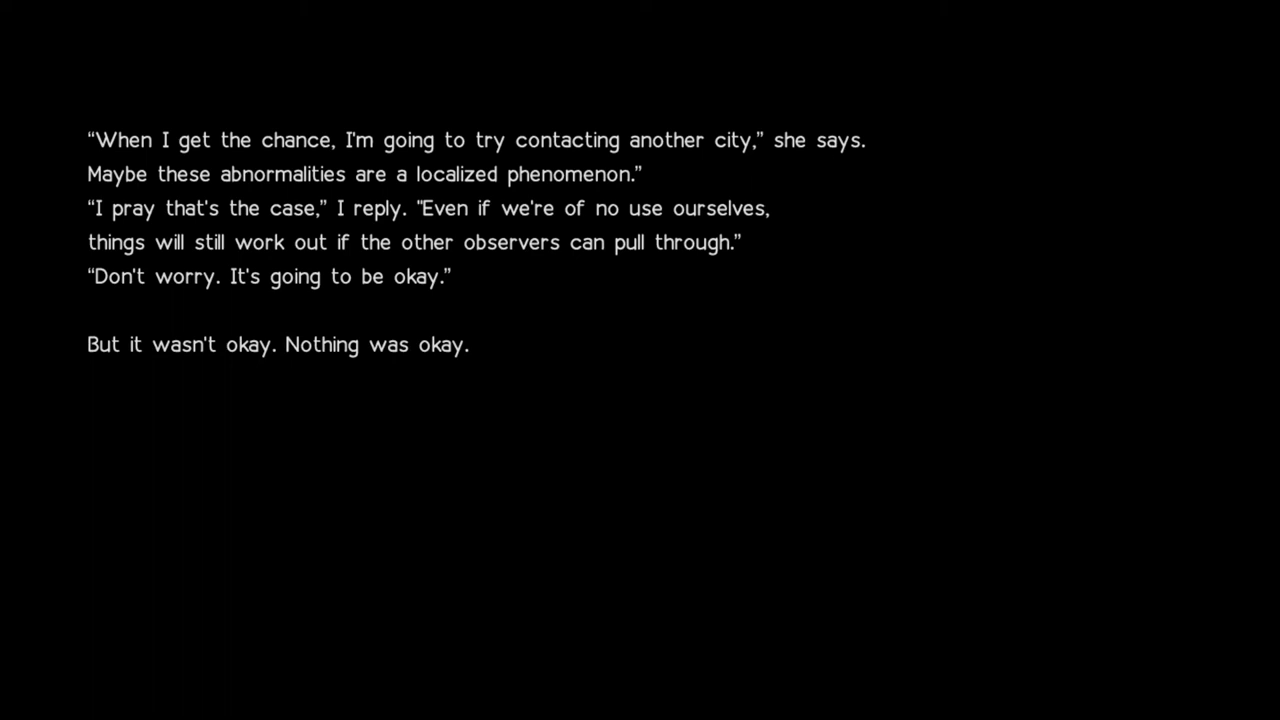 “When I get the chance, I'm going to try contacting another city,” she says.
Maybe these abnormalities are a localized phenomenon.”
“I pray that's the case,” I reply. "Even if we're of no use ourselves,
things will still work out if the other observers can pull through.”
“Don't worry. It's going to be okay.”
But it wasn't okay. Nothing was okay.